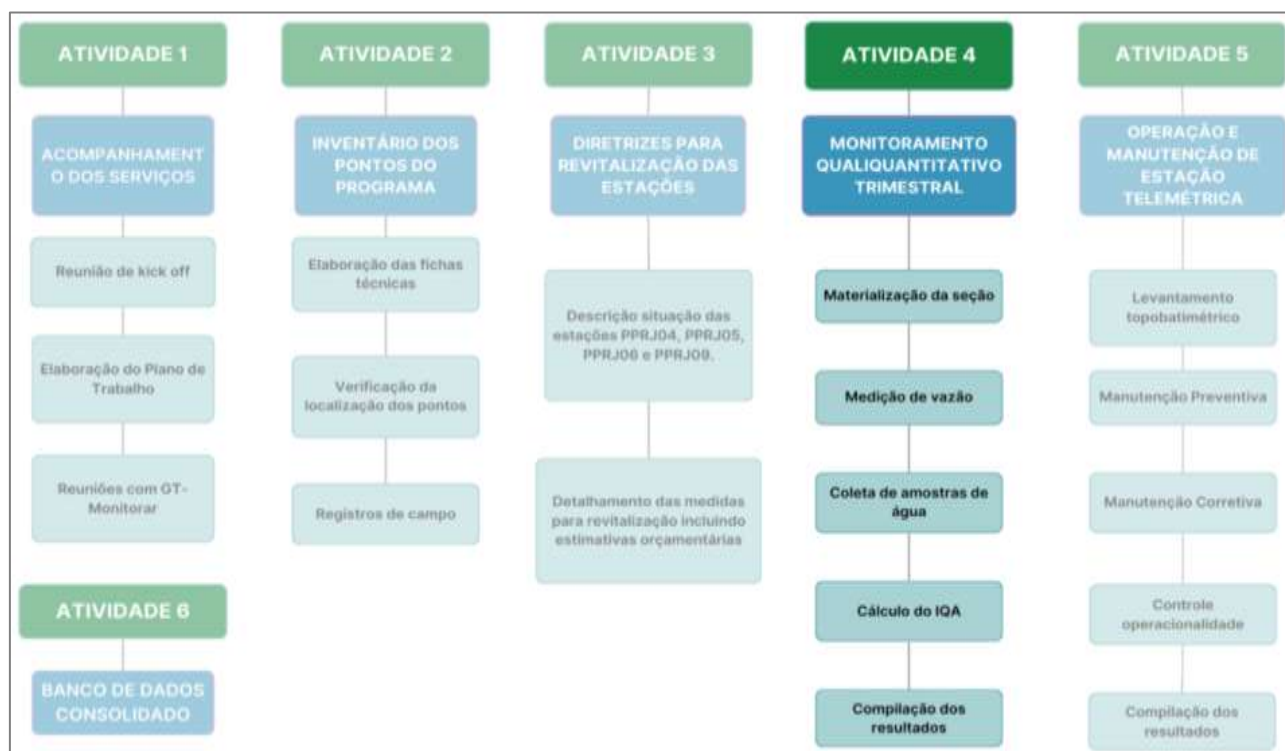 ATIVIDADE 1
ACOMPANHAMENT
O DOS SERVIÇOS
Reunião de kick off
Elaboração do Plano de
Trabalho
Reuniões com GT-
Monitorar
ATIVIDADE 6
BANCO DE DADOS
CONSOLIDADO
ATIVIDADE 2
INVENTÁRIO DOS
PONTOS DO
PROGRAMA
Elaboração das fichas
técnicas
Verificação da
localização dos pontos
Registros de campo
ATIVIDADE 3
DIRETRIZES PARA
REVITALIZAÇÃO DAS
ESTAÇÕES
Descrição situação das
estações PPRJ04, PPRJ05,
PPRJ06 e PPRJ09.
Detalhamento das medidas
para revitalização incluindo
estimativas orçamentárias
ATIVIDADE 4
MONITORAMENTO
QUALIQUANTITATIVO
TRIMESTRAL
Materialização da seção
Medição de vazão
Coleta de amostras de
água
Cálculo do IQA
Compilação dos
resultados
ATIVIDADE 5
OPERAÇÃO E
MANUTENÇÃO DE
ESTAÇÃO
TELEMÉTRICA
Levantamento
topobatimétrico
Manutenção Preventiva
Manutenção Corretiva
Controle
operacionalidade
Compilação dos
resultados